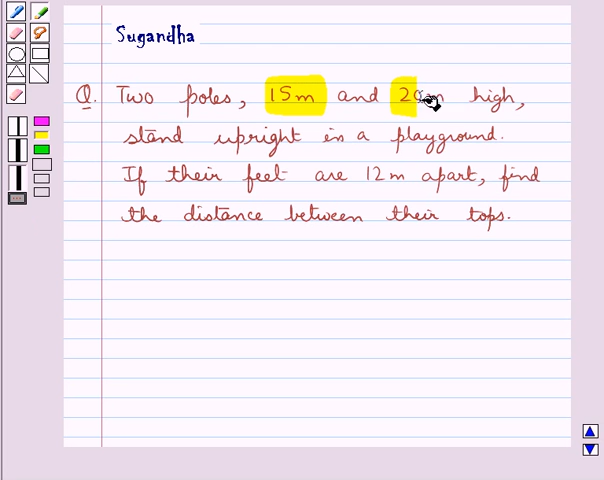 Sugandha
Q. Two poles, 15m and 20m high,
stand upright in a playground.
If their feet are 12m apart, find
the distance between their tops.